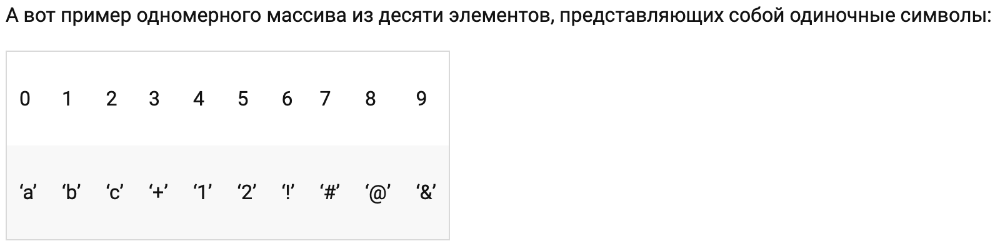 А вот пример одномерного массива из десяти элементов, представляющих собой одиночные символы:
0 1 2 3 4 5 6 7 8 9
‘a’ ‘b’ ‘c’ ‘+’ ‘1’ ‘2’ ‘!’ ‘#’ ‘@’ ‘&’